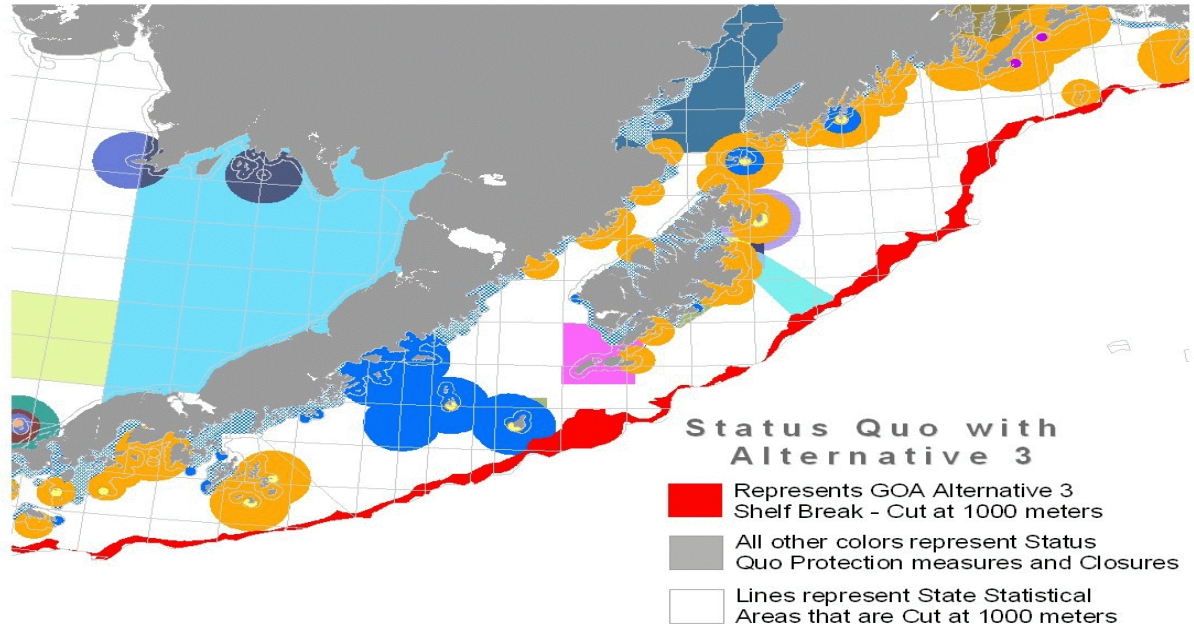 Status Quo with
Alternative 3
Represents GOA Alternative 3
Shelf Break - Cut at 1000 meters
All other colors represent Status
Quo Protection measures and Closures
Lines represent State Statistical
Areas that are Cut at 1000 meters